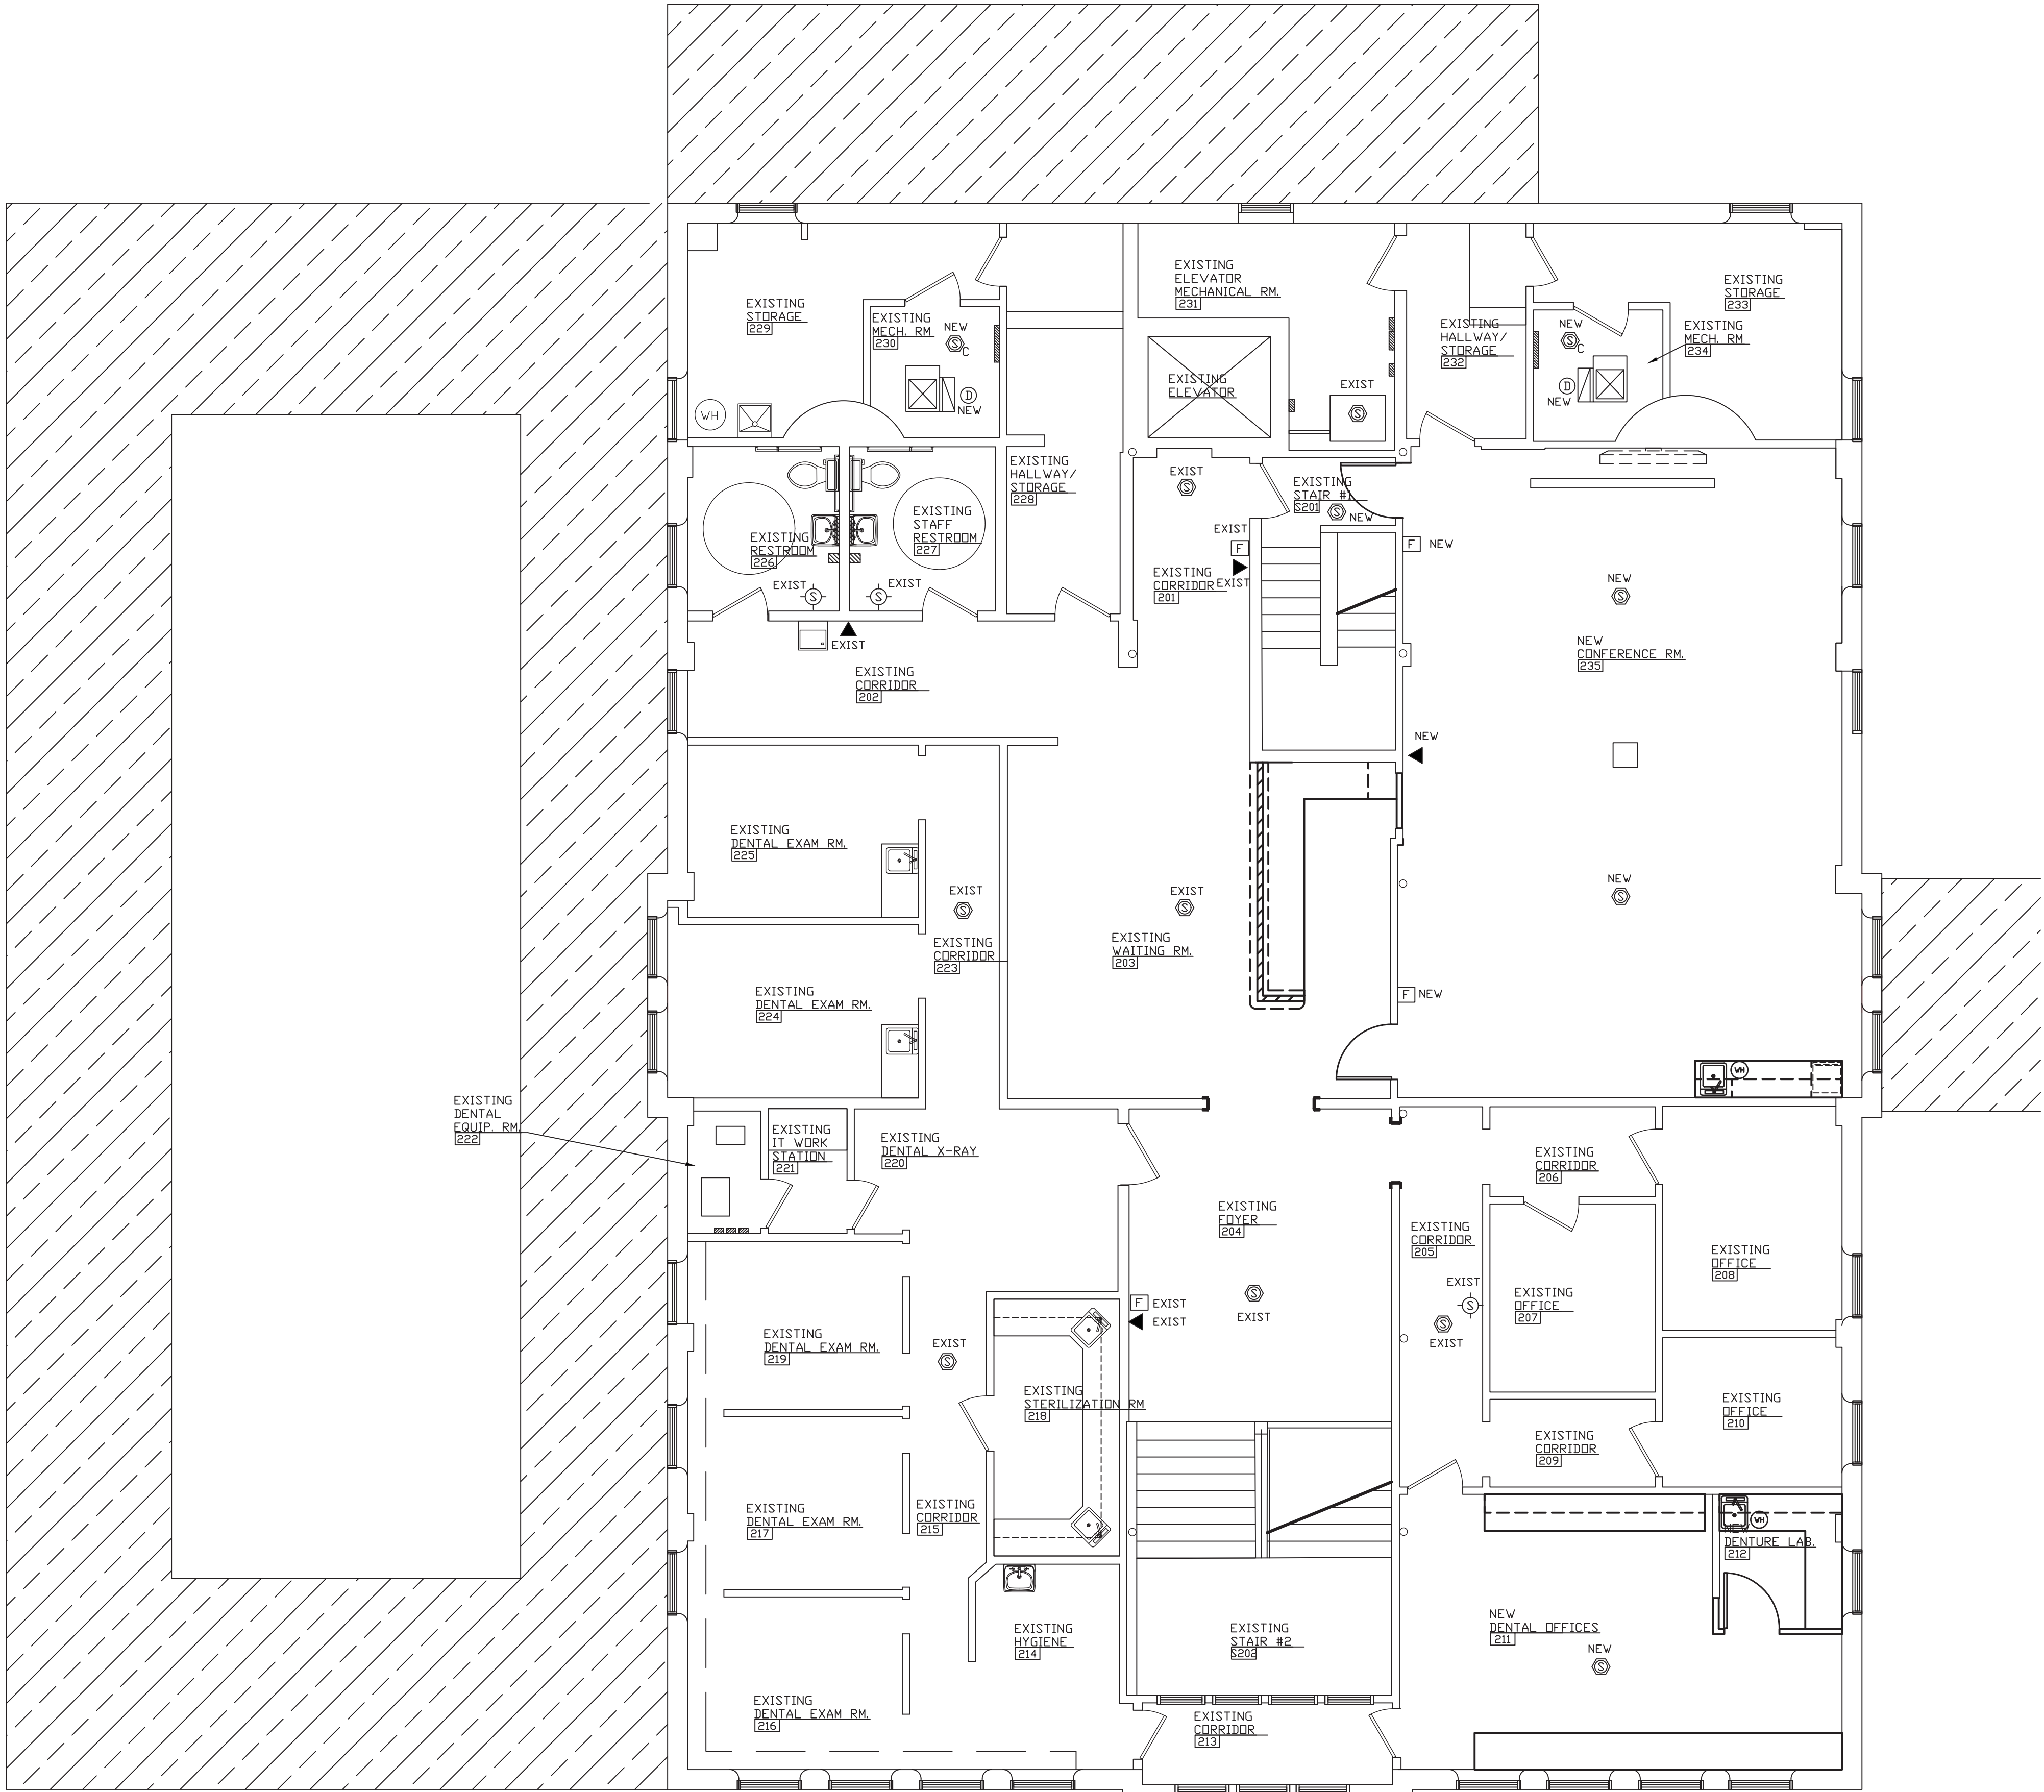 EXISTING
STORAGE
229
EXISTING
MECH. RM
230
NEW
S
C
D
NEW
WH
EXISTING
ELEVATOR
MECHANICAL RM.
231
EXISTING
ELEVATOR
EXIST
S
EXISTING
HALLWAY/
STORAGE
232
NEW
S
C
D
NEW
EXISTING
STORAGE
233
EXISTING
MECH. RM
234
EXISTING
RESTROOM
226
EXIST
S
EXISTING
STAFF
RESTROOM
227
S
EXIST
EXISTING
HALLWAY/
STORAGE
228
EXIST
S
EXISTING
STAIR #1
S201
S
NEW
EXIST
F
EXIST
EXISTING
CORRIDOR
201
F
NEW
NEW
S
NEW
CONFERENCE RM.
235
EXIST
EXISTING
CORRIDOR
202
NEW
EXISTING
DENTAL EXAM RM.
225
EXIST
S
EXISTING
CORRIDOR
223
EXIST
S
EXISTING
WAITING RM.
203
NEW
S
F
NEW
EXISTING
DENTAL EXAM RM.
224
WH
EXISTING
DENTAL
EQUIP. RM.
222
EXISTING
IT WORK
STATION
221
EXISTING
DENTAL X-RAY
220
EXISTING
CORRIDOR
206
EXISTING
FOYER
204
EXISTING
CORRIDOR
205
EXISTING
OFFICE
208
EXIST
S
S
EXIST
EXISTING
OFFICE
207
S
EXIST
F
EXIST
EXIST
EXISTING
DENTAL EXAM RM.
219
EXIST
S
EXISTING
STERILIZATION RM
218
EXISTING
OFFICE
210
EXISTING
CORRIDOR
209
EXISTING
DENTAL EXAM RM.
217
EXISTING
CORRIDOR
215
WH
NEW
DENTURE LAB.
212
EXISTING
HYGIENE
214
EXISTING
STAIR #2
S202
NEW
DENTAL OFFICES
211
NEW
S
EXISTING
DENTAL EXAM RM.
216
EXISTING
CORRIDOR
213